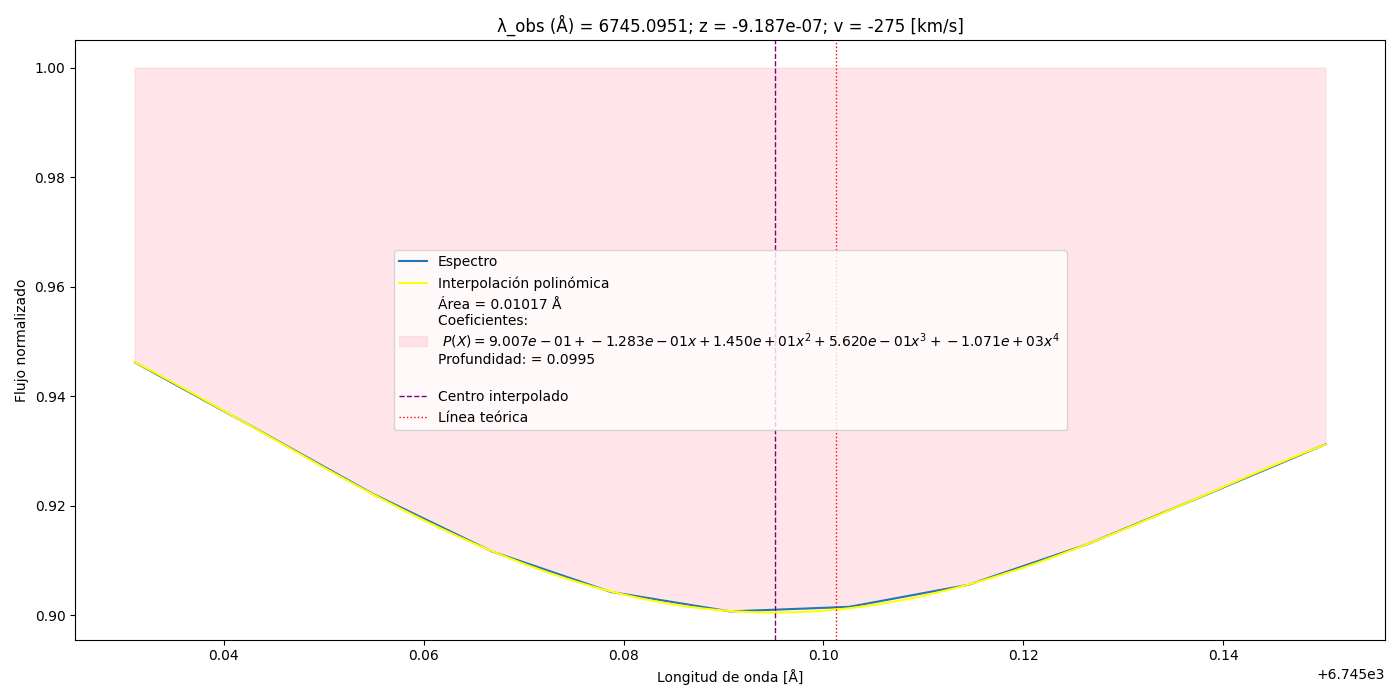 λ_obs (Å) = 6745.0951; z = -9.187e-07; v = -275 [km/s]
Flujo normalizado
1.00
0.98
0.96
0.94
0.92
0.90
Espectro
Interpolación polinómica
Área = 0.01017 Å
Coeficientes:
P(X) = 9.007e − 01 + −1.283e − 01x + 1.450e + 01x² + 5.620e − 01x³ + −1.071e + 03x⁴
Profundidad: = 0.0995
Centro interpolado
Línea teórica
0.04 0.06 0.08 0.10 0.12 0.14
+6.745e3
Longitud de onda [Å]